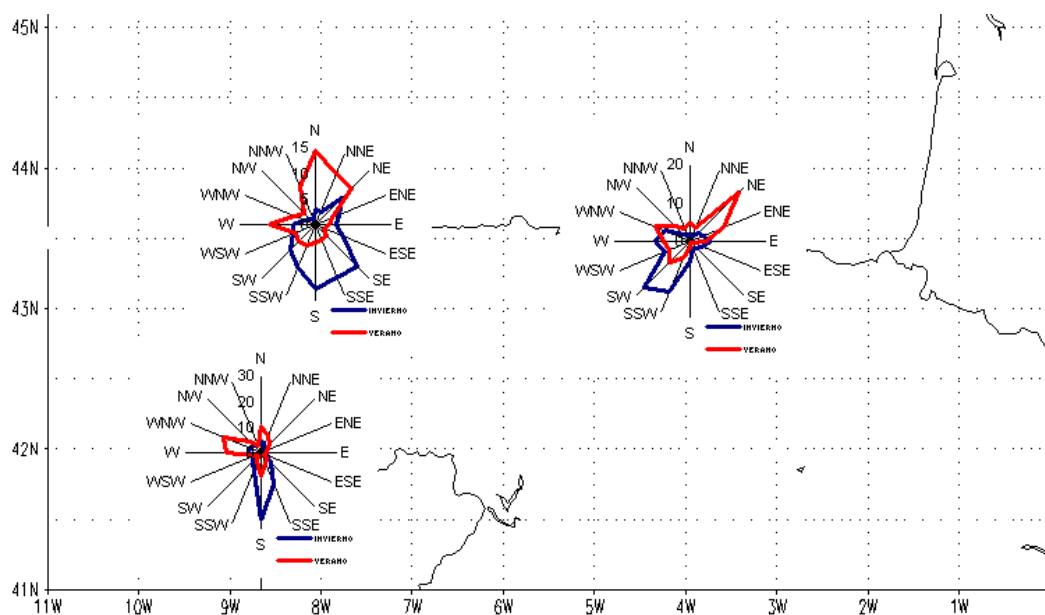 45N
44N
43N
42N
41N
11W 10W 9W 8W 7W 6W 5W 4W 3W 2W 1W
N
NNW 15 NNE
NW 10 NE
WNW 5 ENE
W E
WSW ESE
SW SE
SSW SSE
S
INVIERNO
VERANO
N
20
NNW NNE
NW 10 NE
WNW ENE
W E
WSW ESE
SW SE
SSW SSE
S
INVIERNO
VERANO
N
30
NNW NNE
NW 20 NE
WNW 10 ENE
W E
WSW ESE
SW SE
SSW SSE
S
INVIERNO
VERANO